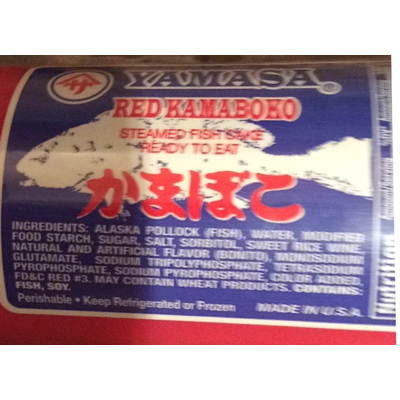 YAMASA ®
RED KAMABOKO
STEAMED FISH CAKE
READY TO EAT
かまぼこ
INGREDIENTS: ALASKA POLLOCK (FISH), WATER, MODIFIED
FOOD STARCH, SUGAR, SALT, SORBITOL, SWEET RICE WINE,
NATURAL AND ARTIFICIAL FLAVOR (BONITO), MONOSODIUM
GLUTAMATE, SODIUM TRIPOLYPHOSPHATE, TETRASODIUM
PYROPHOSPHATE, SODIUM PYROPHOSPHATE. COLOR ADDED,
FD&C RED #3. MAY CONTAIN WHEAT PRODUCTS. CONTAINS:
FISH, SOY.
Perishable • Keep Refrigerated or Frozen
MADE IN U.S.A.
Nutrition